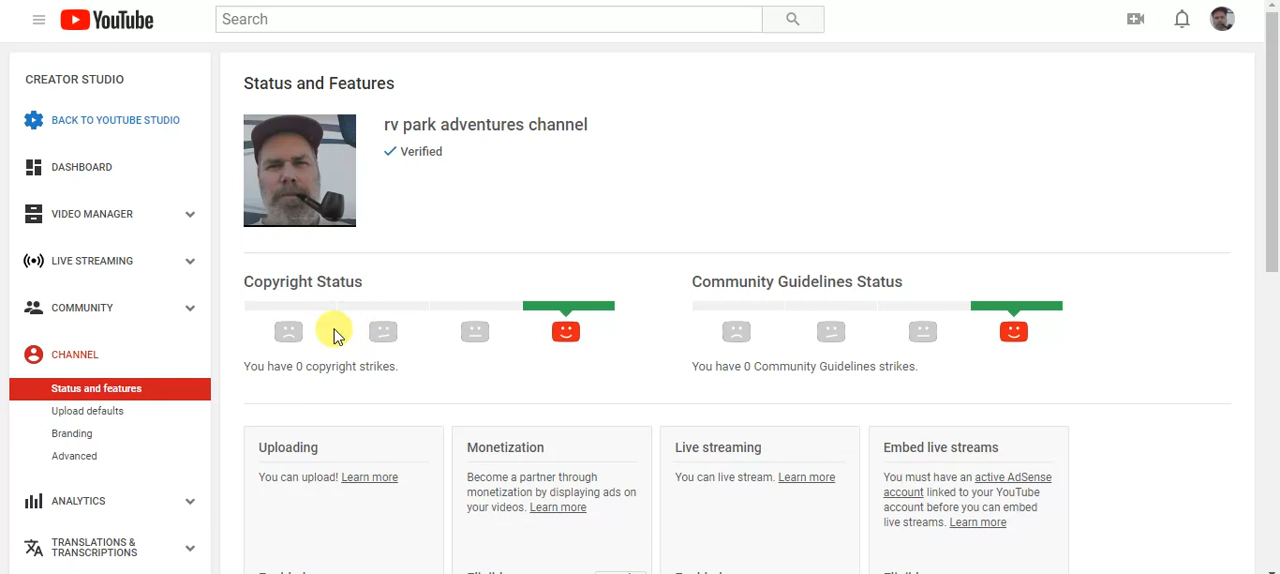 YouTube
Search
CREATOR STUDIO
BACK TO YOUTUBE STUDIO
DASHBOARD
VIDEO MANAGER
LIVE STREAMING
COMMUNITY
CHANNEL
Status and features
Upload defaults
Branding
Advanced
ANALYTICS
TRANSLATIONS &
TRANSCRIPTIONS
Status and Features
rv park adventures channel
Verified
Copyright Status
You have 0 copyright strikes.
Community Guidelines Status
You have 0 Community Guidelines strikes.
Uploading
You can upload! Learn more
Monetization
Become a partner through
monetization by displaying ads on
your videos. Learn more
Live streaming
You can live stream. Learn more
Embed live streams
You must have an active AdSense
account linked to your YouTube
account before you can embed
live streams. Learn more